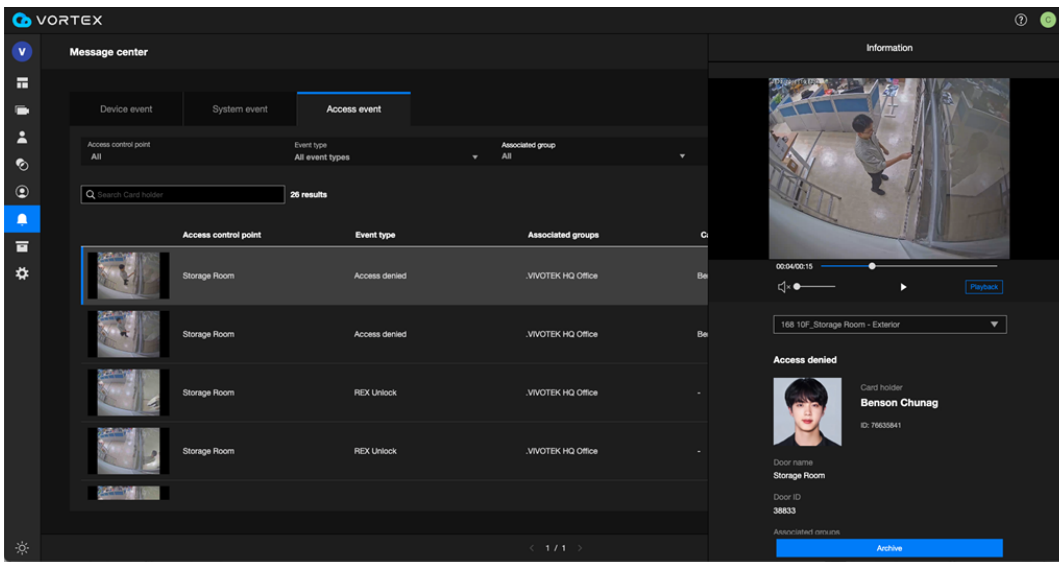 VORTEX
?
G
V
Message center
Information
Device event
System event
Access event
Access control point
All
Event type
All event types
Associated group
All
Search Card holder
26 results
Access control point
Event type
Associated groups
Storage Room
Access denied
.VIVOTEK HQ Office
Be
Storage Room
Access denied
.VIVOTEK HQ Office
Be
Storage Room
REX Unlock
.VIVOTEK HQ Office
-
Storage Room
REX Unlock
.VIVOTEK HQ Office
-
< 1 / 1 >
00:04/00:15
Playback
168 10F_Storage Room - Exterior
Access denied
Card holder
Benson Chunag
ID: 76635841
Door name
Storage Room
Door ID
38833
Associated groups
Archive